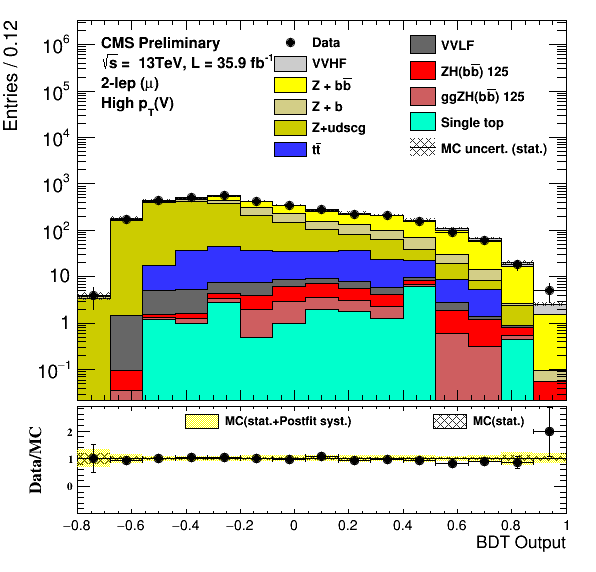 Entries / 0.12
10⁶
10⁵
10⁴
10³
10²
10
1
10⁻¹
CMS Preliminary
√s = 13TeV, L = 35.9 fb⁻¹
2-lep (μ)
High p_T(V)
Data
VVHF
Z + bb̅
Z + b
Z+udscg
tt̅
VVLF
ZH(bb̅) 125
ggZH(bb̅) 125
Single top
MC uncert. (stat.)
Data/MC
2
1
0
MC(stat.+Postfit syst.)
MC(stat.)
−0.8 −0.6 −0.4 −0.2 0 0.2 0.4 0.6 0.8 1
BDT Output